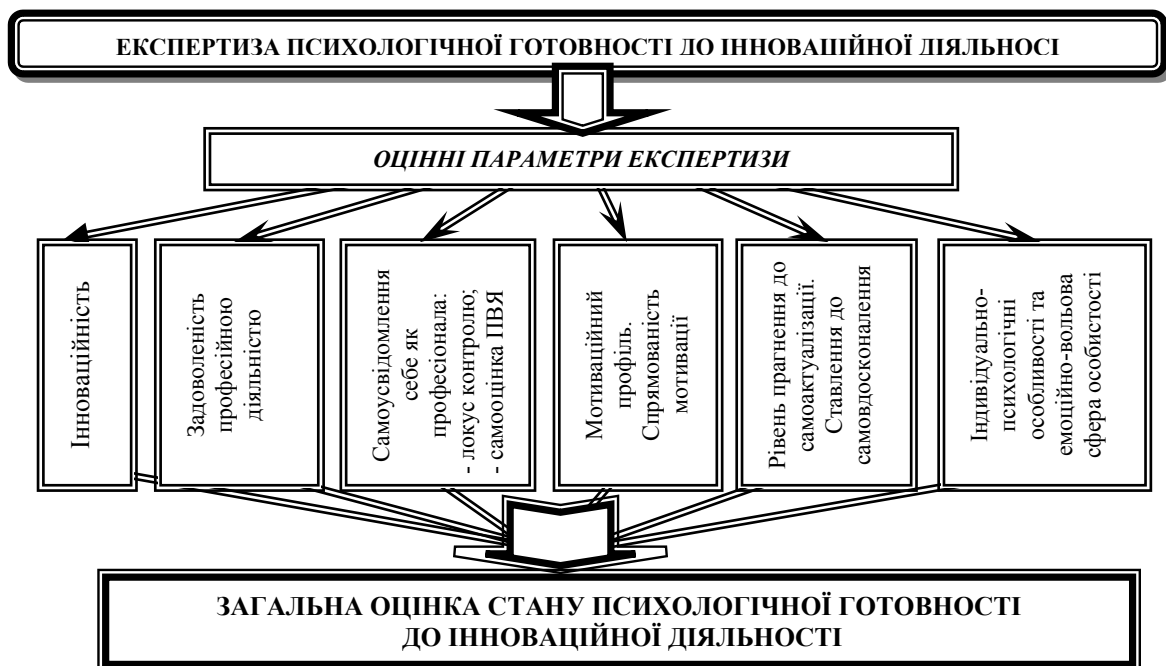 ЕКСПЕРТИЗА ПСИХОЛОГІЧНОЇ ГОТОВНОСТІ ДО ІННОВАЦІЙНОЇ ДІЯЛЬНОСІ
ОЦІННІ ПАРАМЕТРИ ЕКСПЕРТИЗИ
Інноваційність
Задоволеність
професійною
діяльністю
Самоусвідомлення
себе як
професіонала:
- локус контролю;
- самооцінка ПВЯ
Мотиваційний
профіль.
Спрямованість
мотивації
Рівень прагнення до
самоактуалізації.
Ставлення до
самовдосконалення
Індивідуально-
психологічні
особливості та
емоційно-вольова
сфера особистості
ЗАГАЛЬНА ОЦІНКА СТАНУ ПСИХОЛОГІЧНОЇ ГОТОВНОСТІ
ДО ІННОВАЦІЙНОЇ ДІЯЛЬНОСТІ